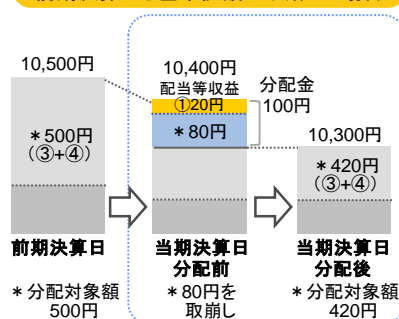 10,500円
10,400円
配当等収益
①20円
分配金
100円
10,300円
*500円
(③+④)
*80円
*420円
(③+④)
前期決算日
当期決算日
分配前
当期決算日
分配後
*分配対象額
500円
*80円を
取崩し
*分配対象額
420円